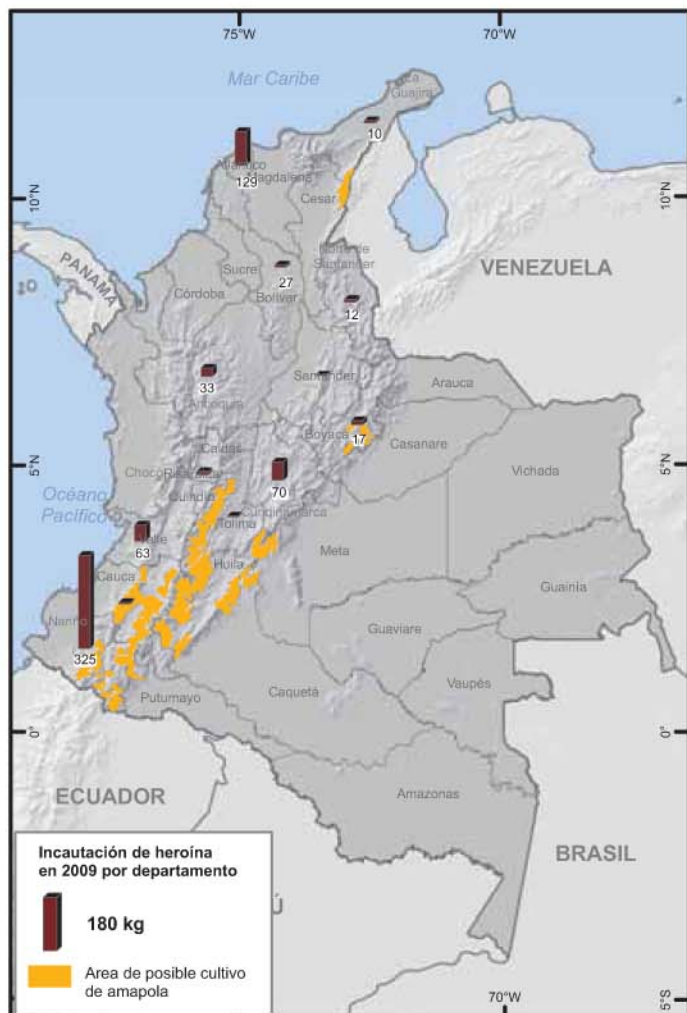 75°W
70°W
Mar Caribe
La
Guajira
10
Atlántico
129
Magdalena
10°N
10°N
Cesar
PANAMÁ
Norte de
Santander
VENEZUELA
Sucre
27
Bolívar
Córdoba
12
33
Santander
Arauca
Antioquia
Boyacá
17
Casanare
Caldas
5°N
5°N
Chocó
Risaralda
70
Vichada
Océano
Pacífico
Quindío
Cundinamarca
Tolima
Valle
63
Meta
Huila
Cauca
Guainía
Nariño
Guaviare
325
Vaupés
Putumayo
Caquetá
0°
0°
ECUADOR
Amazonas
BRASIL
Incautación de heroína
en 2009 por departamento
180 kg
Ú
Area de posible cultivo
de amapola
70°W
5°S